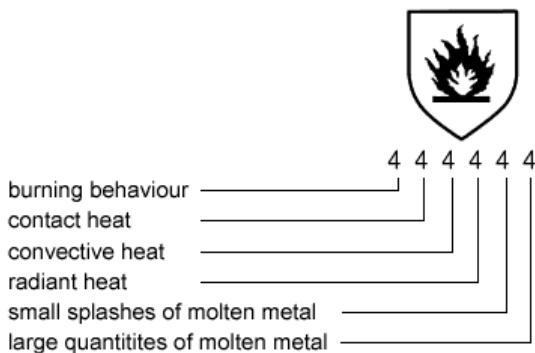 4 4 4 4 4 4
burning behaviour
contact heat
convective heat
radiant heat
small splashes of molten metal
large quantitites of molten metal